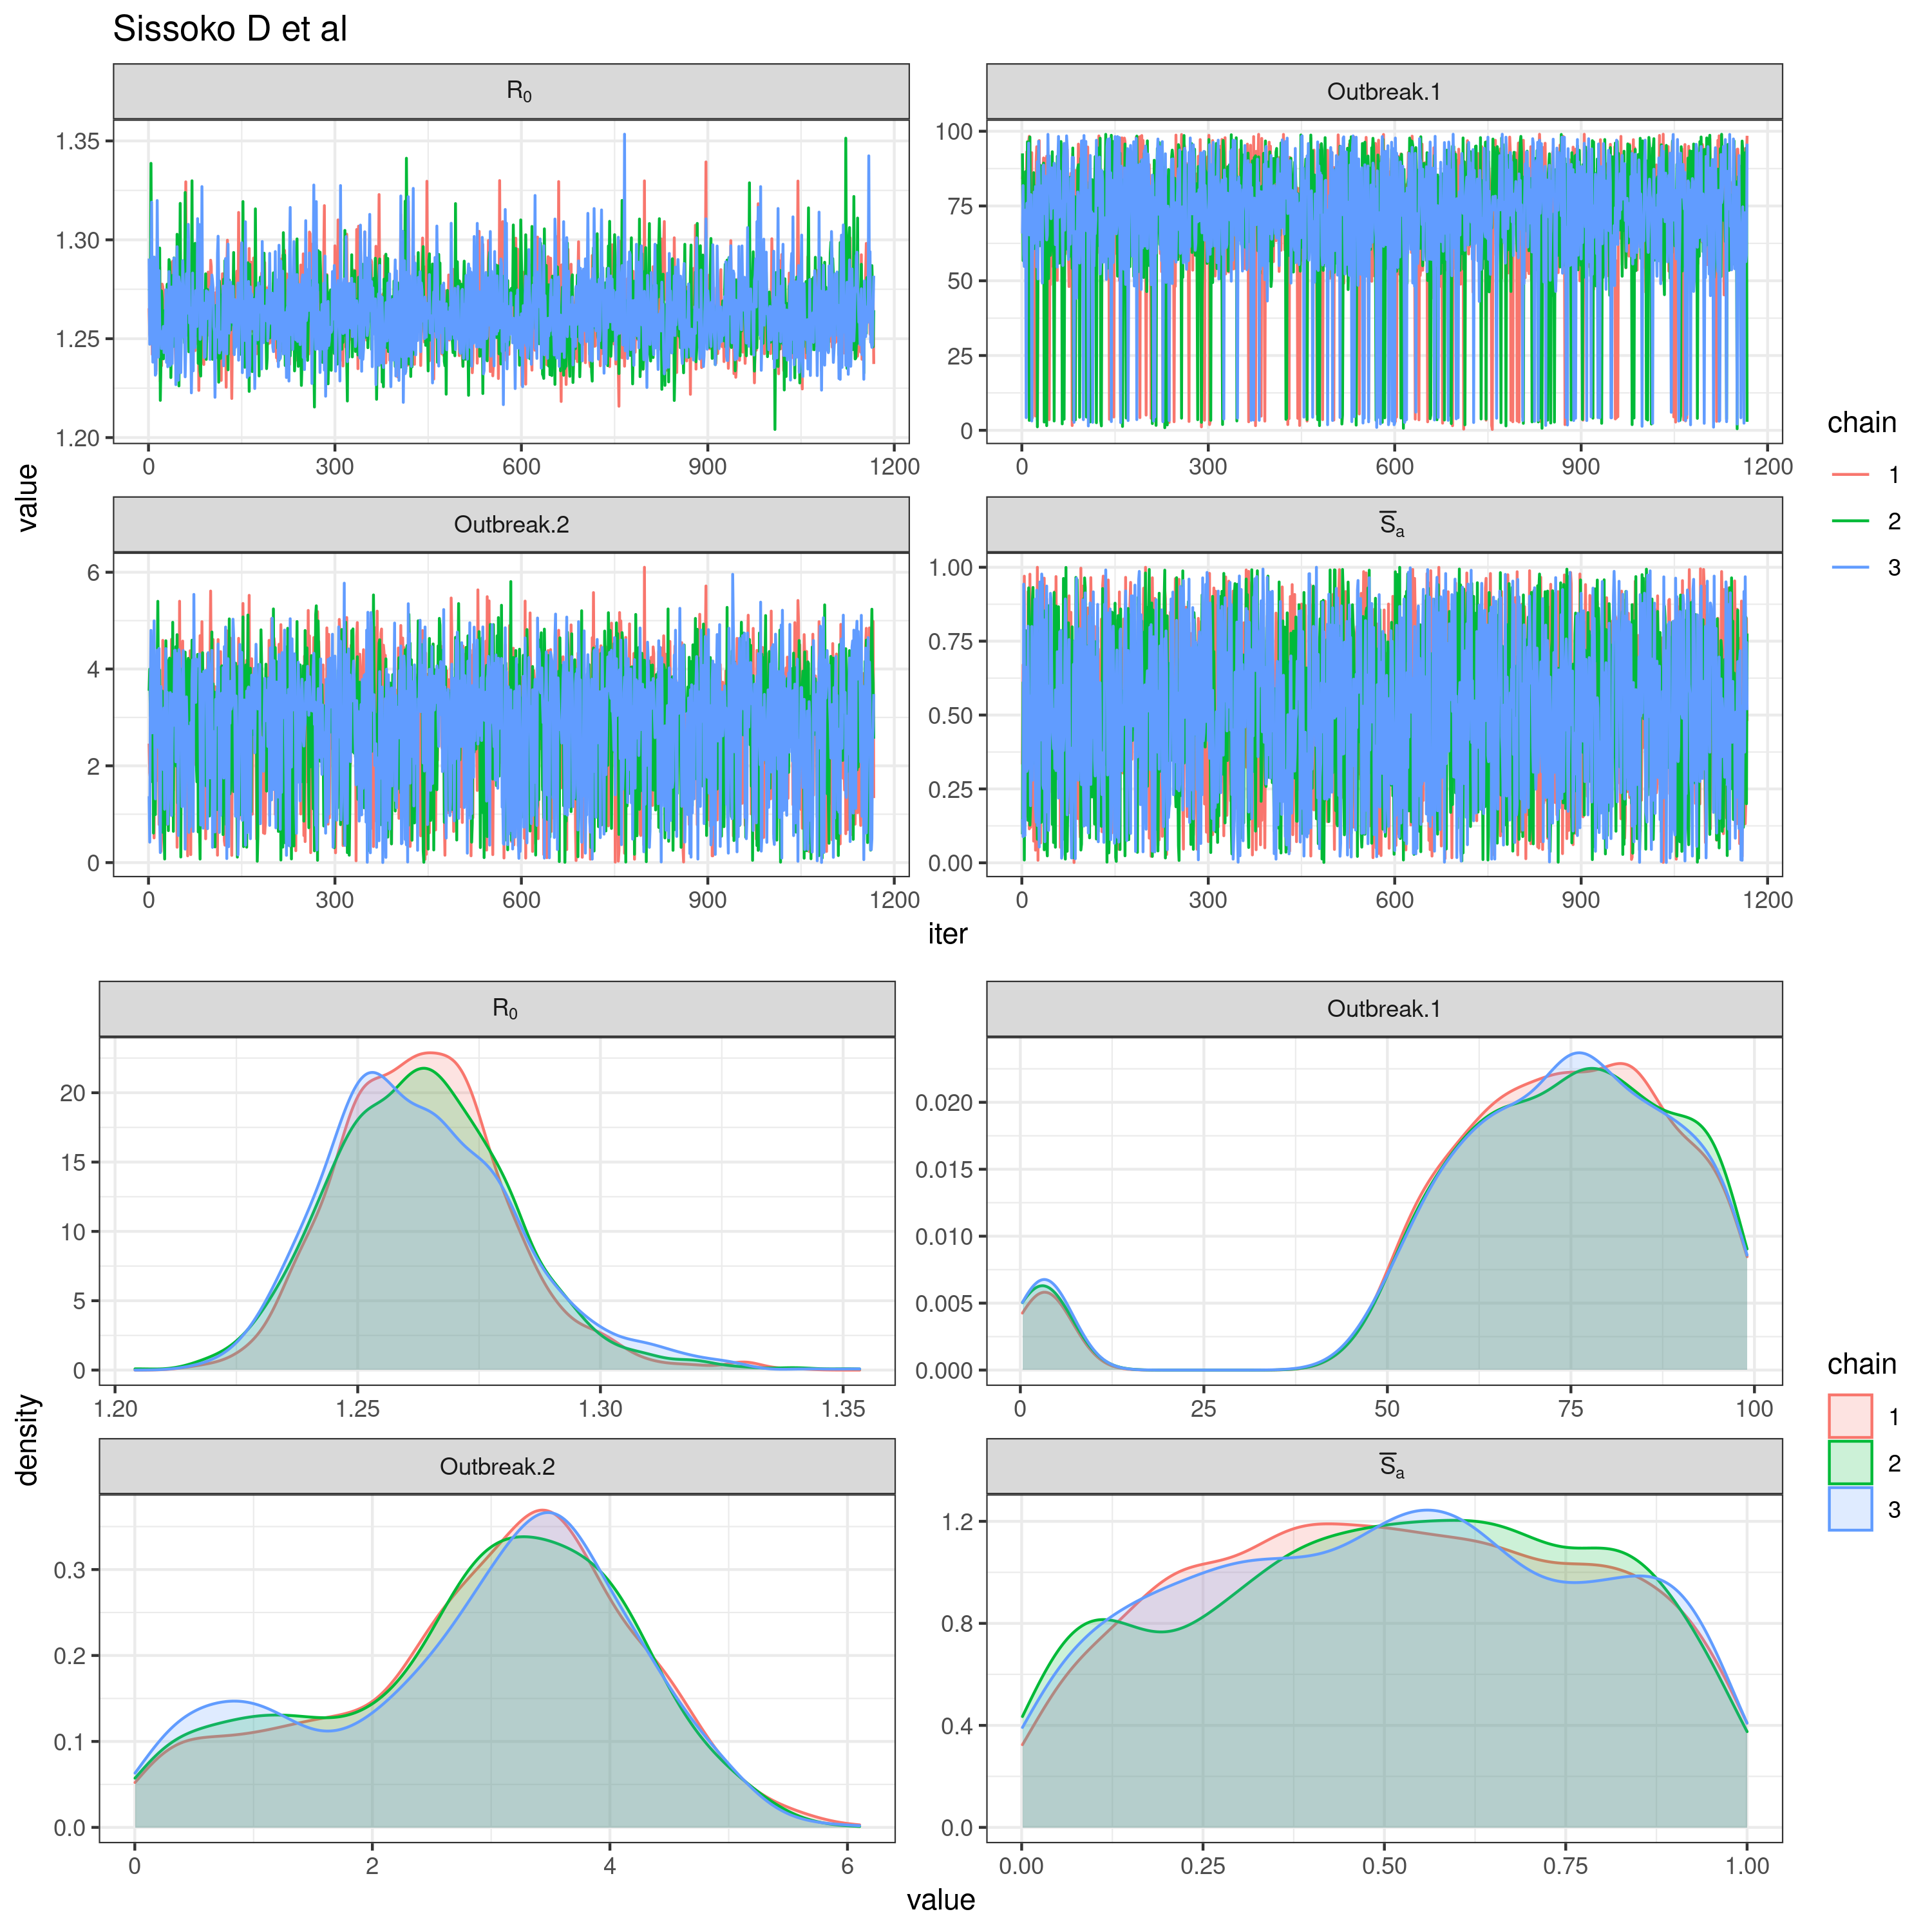 Sissoko D et al
R₀
Outbreak.1
1.35
1.30
1.25
1.20
100
75
50
25
0
0 300 600 900 1200
0 300 600 900 1200
value
Outbreak.2
S̅ₐ
6
4
2
0
1.00
0.75
0.50
0.25
0.00
0 300 600 900 1200
0 300 600 900 1200
iter
chain
1
2
3
R₀
Outbreak.1
20
15
10
5
0
0.020
0.015
0.010
0.005
0.000
1.20 1.25 1.30 1.35
0 25 50 75 100
density
Outbreak.2
S̅ₐ
0.3
0.2
0.1
0.0
1.2
0.8
0.4
0.0
0 2 4 6
0.00 0.25 0.50 0.75 1.00
value
chain
1
2
3